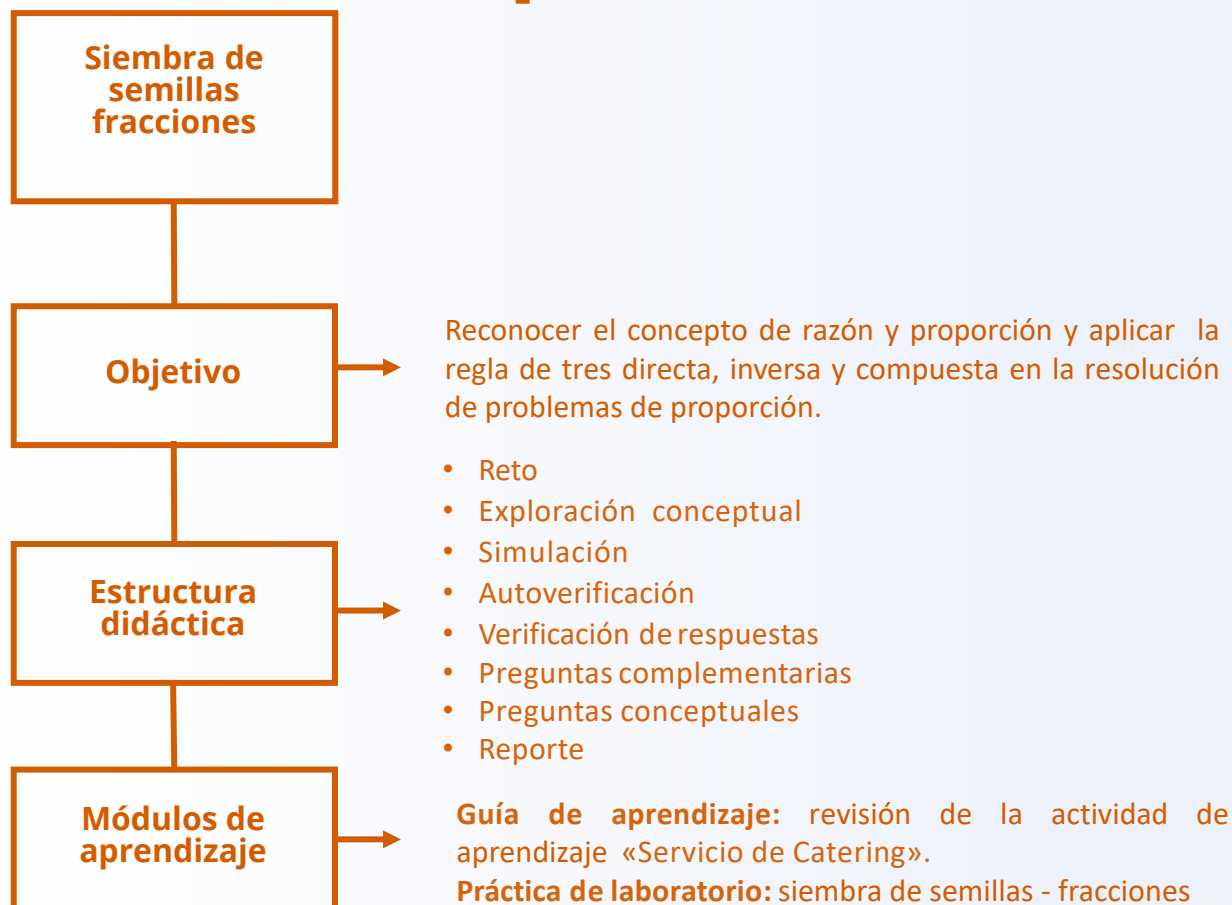 Siembra de
semillas
fracciones
Objetivo
Reconocer el concepto de razón y proporción y aplicar la
regla de tres directa, inversa y compuesta en la resolución
de problemas de proporción.
Estructura
didáctica
• Reto
• Exploración conceptual
• Simulación
• Autoverificación
• Verificación de respuestas
• Preguntas complementarias
• Preguntas conceptuales
• Reporte
Módulos de
aprendizaje
Guía de aprendizaje: revisión de la actividad de
aprendizaje «Servicio de Catering».
Práctica de laboratorio: siembra de semillas - fracciones